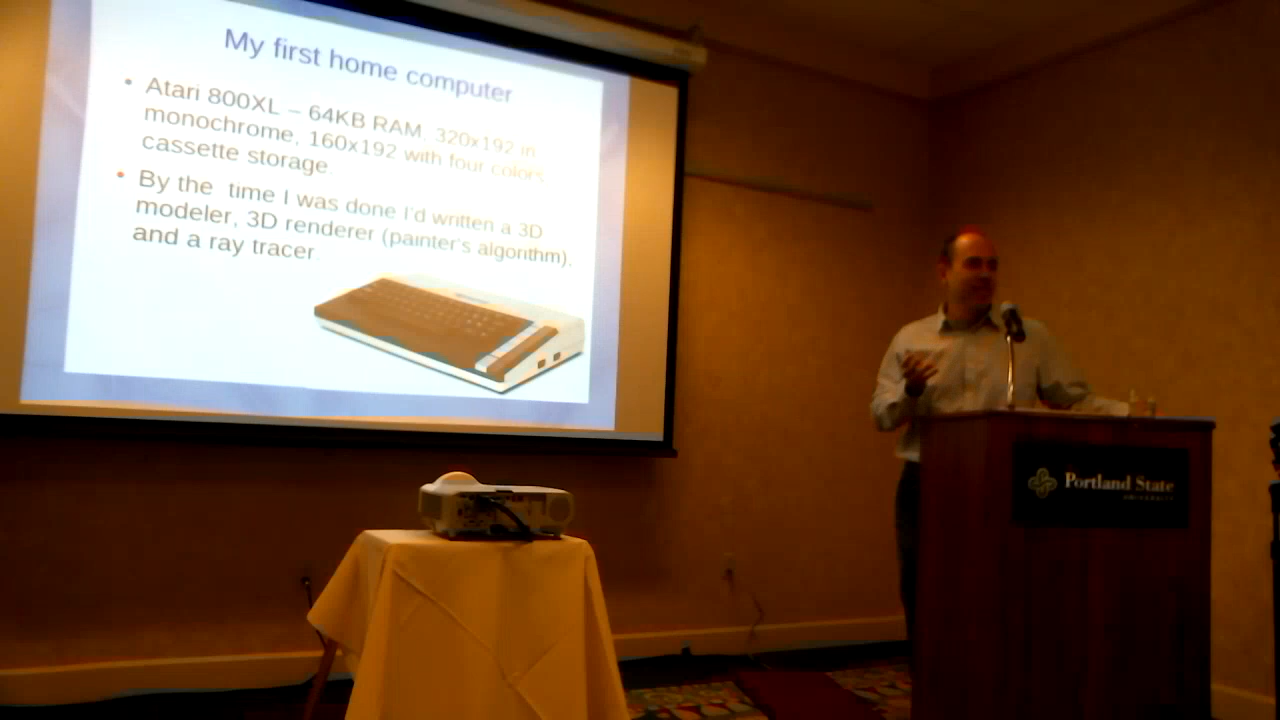 My first home computer
• Atari 800XL – 64KB RAM, 320x192 in
monochrome, 160x192 with four colors,
cassette storage.
• By the time I was done I'd written a 3D
modeler, 3D renderer (painter's algorithm),
and a ray tracer.
Portland State
UNIVERSITY